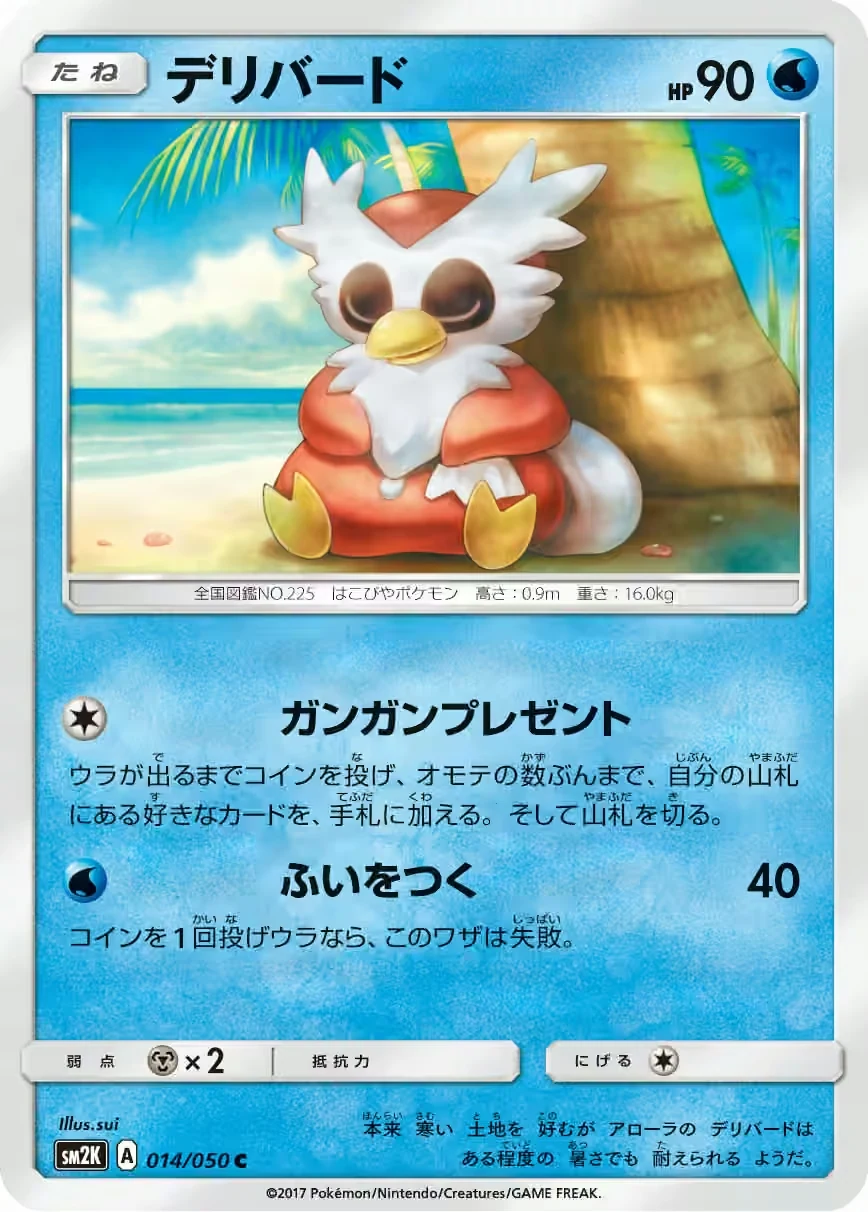 たね デリバード HP90
全国図鑑NO.225 はこびやポケモン 高さ:0.9m 重さ:16.0kg
ガンガンプレゼント
ウラが出るまでコインを投げ、オモテの数ぶんまで、自分の山札
にある好きなカードを、手札に加える。そして山札を切る。
ふいをつく 40
コインを1回投げウラなら、このワザは失敗。
弱点 ×2 抵抗力 にげる
Illus.sui
本来 寒い 土地を 好むが アローラの デリバードは
ある程度の 暑さでも 耐えられる ようだ。
SM2K A 014/050 C
©2017 Pokémon/Nintendo/Creatures/GAME FREAK.